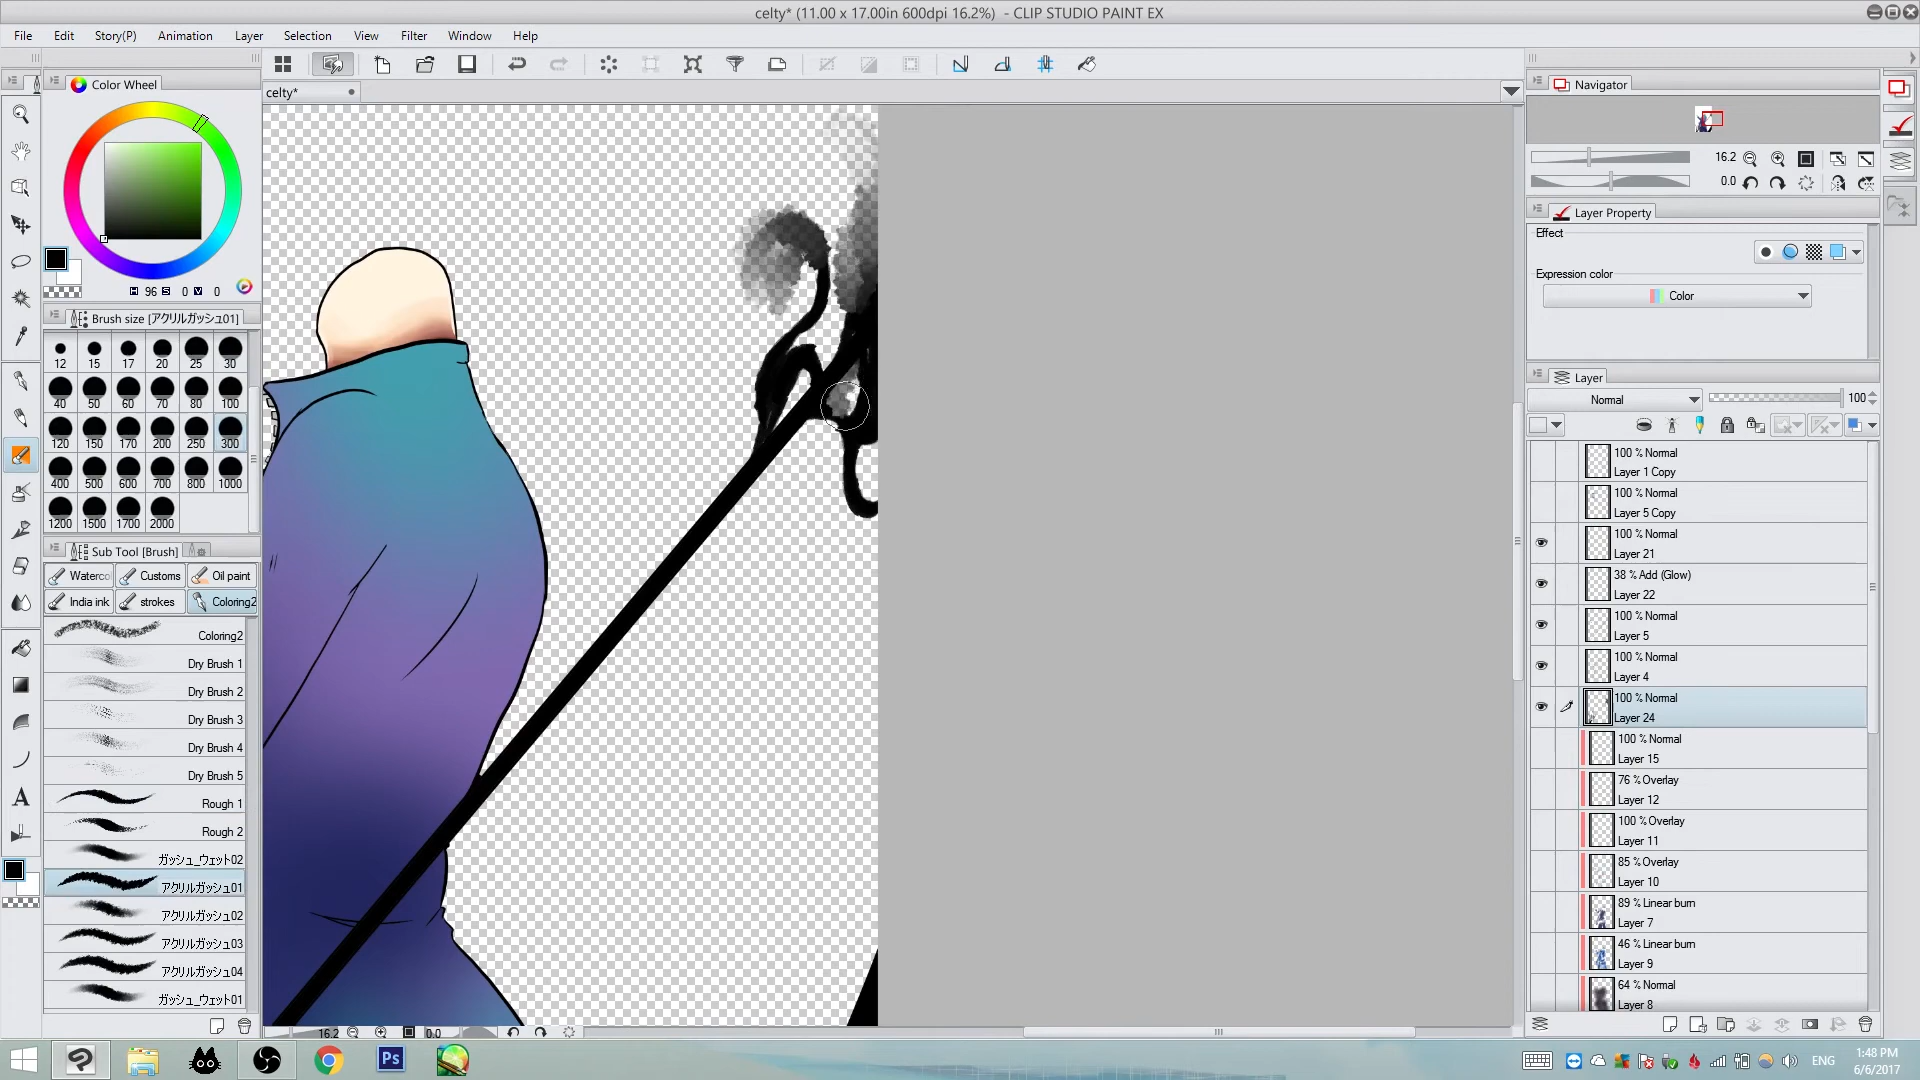 celty* (11.00 x 17.00in 600dpi 16.2%) - CLIP STUDIO PAINT EX
File Edit Story(P) Animation Layer Selection View Filter Window Help
Color Wheel
celty*
Navigator
16.2
0.0
Layer Property
Effect
Expression color
Color
H 96 S 0 V 0
Brush size [アクリルガッシュ01]
12 15 17 20 25 30
40 50 60 70 80 100
120 150 170 200 250 300
400 500 600 700 800 1000
1200 1500 1700 2000
Sub Tool [Brush]
Waterco Customs Oil paint
India ink strokes Coloring2
Coloring2
Dry Brush 1
Dry Brush 2
Dry Brush 3
Dry Brush 4
Dry Brush 5
Rough 1
Rough 2
ガッシュ_ウェット02
アクリルガッシュ01
アクリルガッシュ02
アクリルガッシュ03
アクリルガッシュ04
ガッシュ_ウェット01
16.2 0.0
Layer
Normal 100
100 % Normal
Layer 1 Copy
100 % Normal
Layer 5 Copy
100 % Normal
Layer 21
38 % Add (Glow)
Layer 22
100 % Normal
Layer 5
100 % Normal
Layer 4
100 % Normal
Layer 24
100 % Normal
Layer 15
76 % Overlay
Layer 12
100 % Overlay
Layer 11
85 % Overlay
Layer 10
89 % Linear burn
Layer 7
46 % Linear burn
Layer 9
64 % Normal
Layer 8
Ps
ENG
1:48 PM
6/6/2017